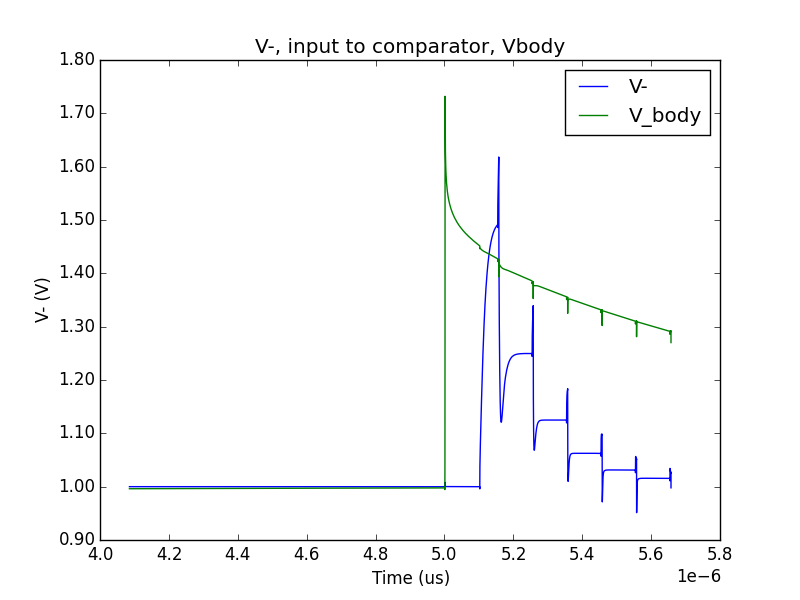 V-, input to comparator, Vbody
V-
V_body
1.80
1.70
1.60
1.50
1.40
1.30
1.20
1.10
1.00
0.90
V- (V)
4.0 4.2 4.4 4.6 4.8 5.0 5.2 5.4 5.6 5.8
Time (us)
1e−6